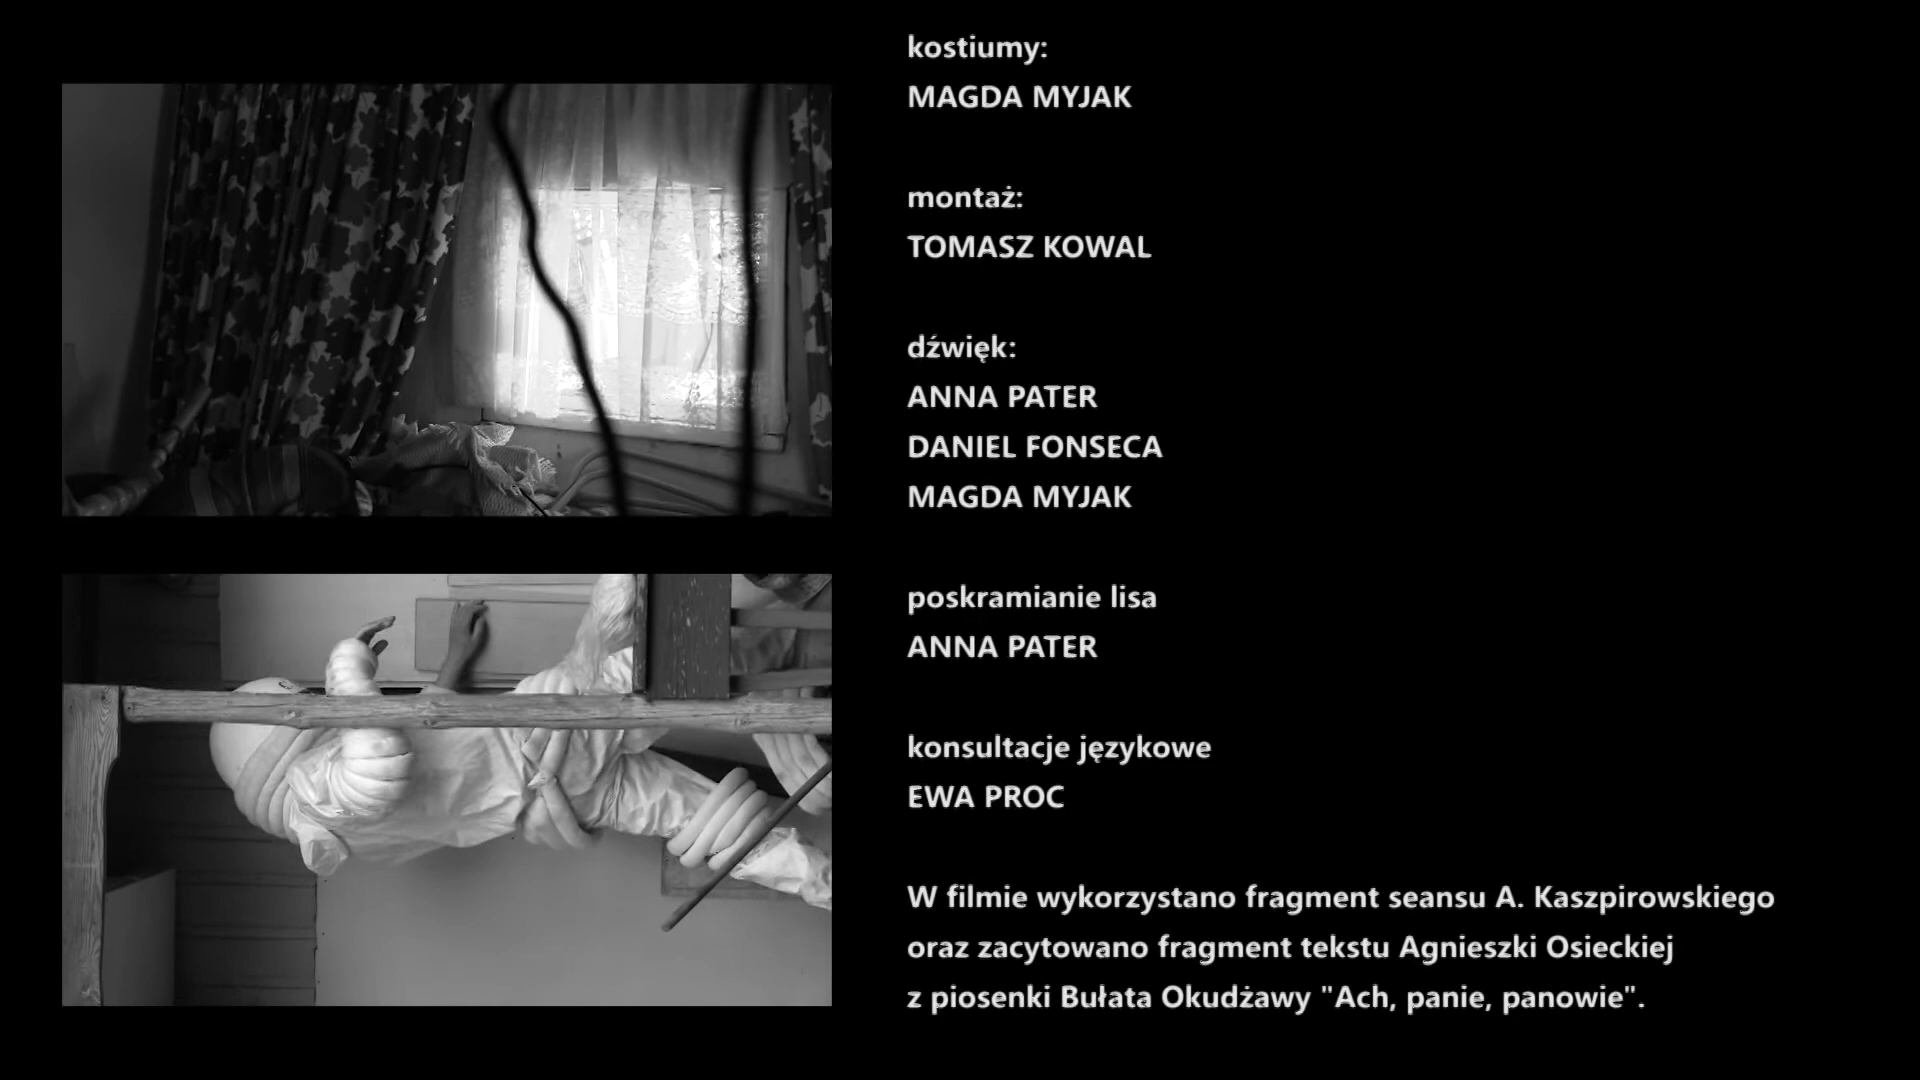 kostiumy:
MAGDA MYJAK
montaż:
TOMASZ KOWAL
dźwięk:
ANNA PATER
DANIEL FONSECA
MAGDA MYJAK
poskramianie lisa
ANNA PATER
konsultacje językowe
EWA PROC
W filmie wykorzystano fragment seansu A. Kaszpirowskiego
oraz zacytowano fragment tekstu Agnieszki Osieckiej
z piosenki Bułata Okudżawy "Ach, panie, panowie".